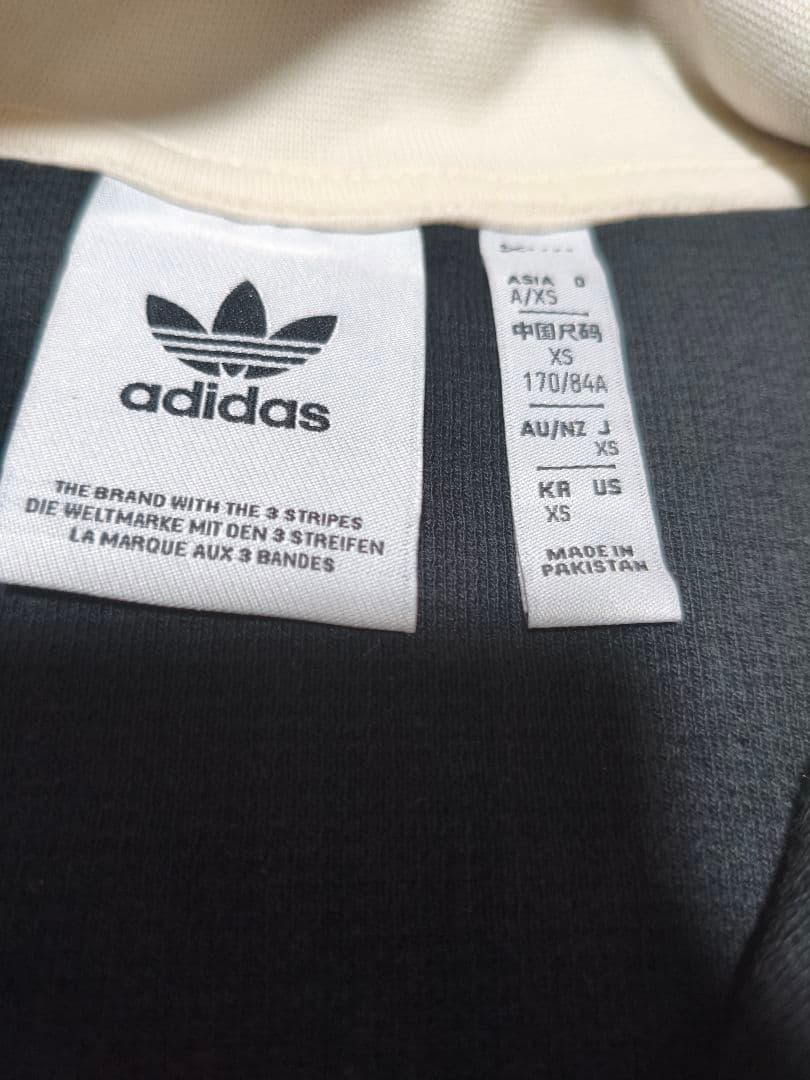 adidas
THE BRAND WITH THE 3 STRIPES
DIE WELTMARKE MIT DEN 3 STREIFEN
LA MARQUE AUX 3 BANDES
ASIA
A/XS
中国尺码
XS
170/84A
AU/NZ J
XS
KR US
XS
MADE IN
PAKISTAN